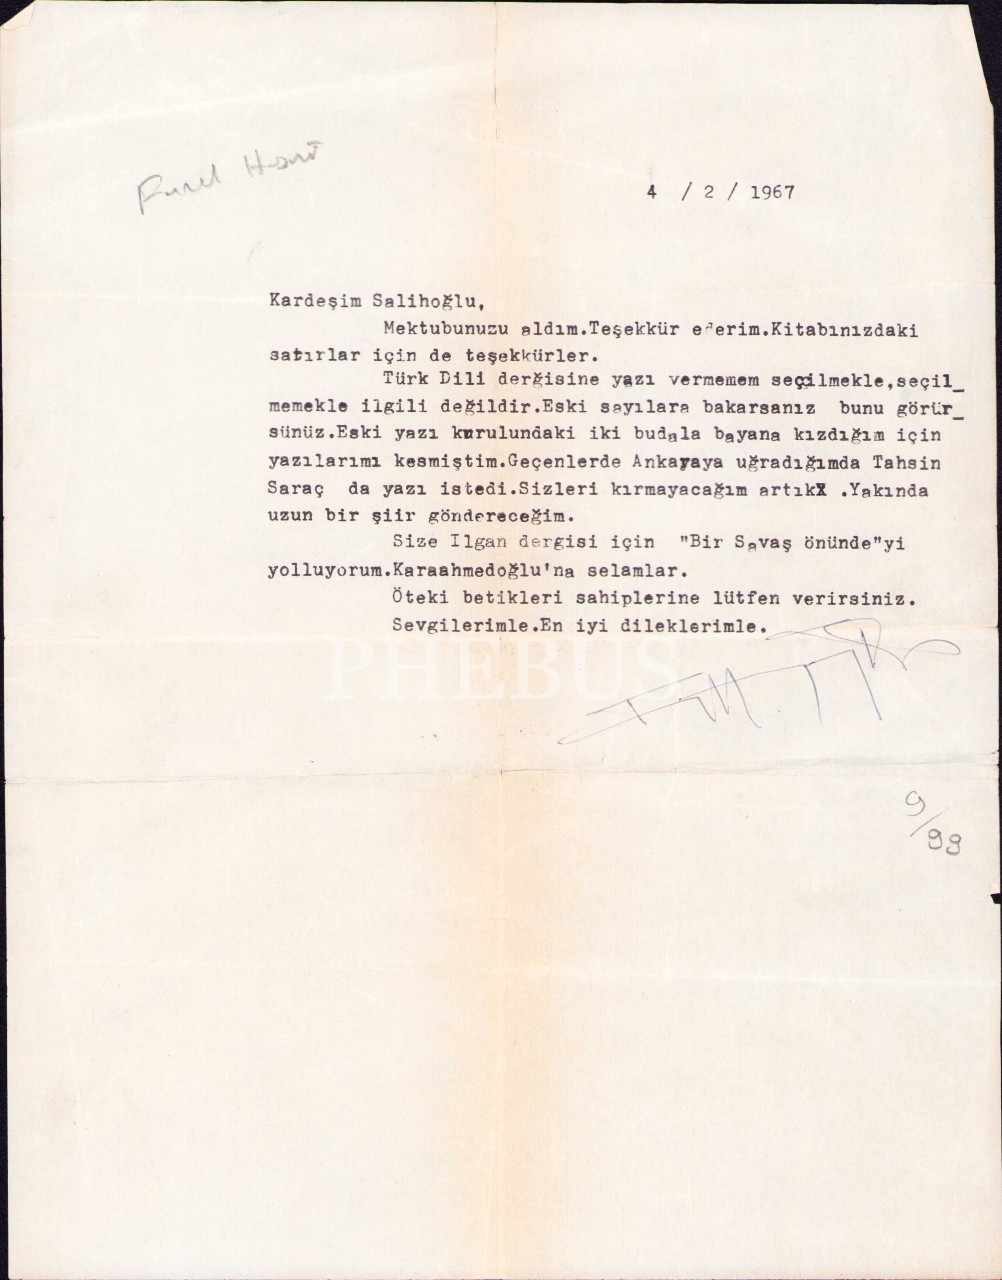 4 / 2 / 1967
Kardeşim Salihoğlu,
Mektubunuzu aldım.Teşekkür ederim.Kitabınızdaki
satırlar için de teşekkürler.
Türk Dili dergisine yazı vermemem seçilmekle,seçil_
memekle ilgili değildir.Eski sayılara bakarsanız bunu görür_
sünüz.Eski yazı kurulundaki iki budala bayana kızdığım için
yazılarımı kesmiştim.Geçenlerde Ankaraya uğradığımda Tahsin
Saraç da yazı istedi.Sizleri kırmayacağım artıkX .Yakında
uzun bir şiir göndereceğim.
Size Ilgan dergisi için "Bir Savaş önünde"yi
yolluyorum.Karaahmedoğlu'na selamlar.
Öteki betikleri sahiplerine lütfen verirsiniz.
Sevgilerimle.En iyi dileklerimle.
PHEBUS
9/99